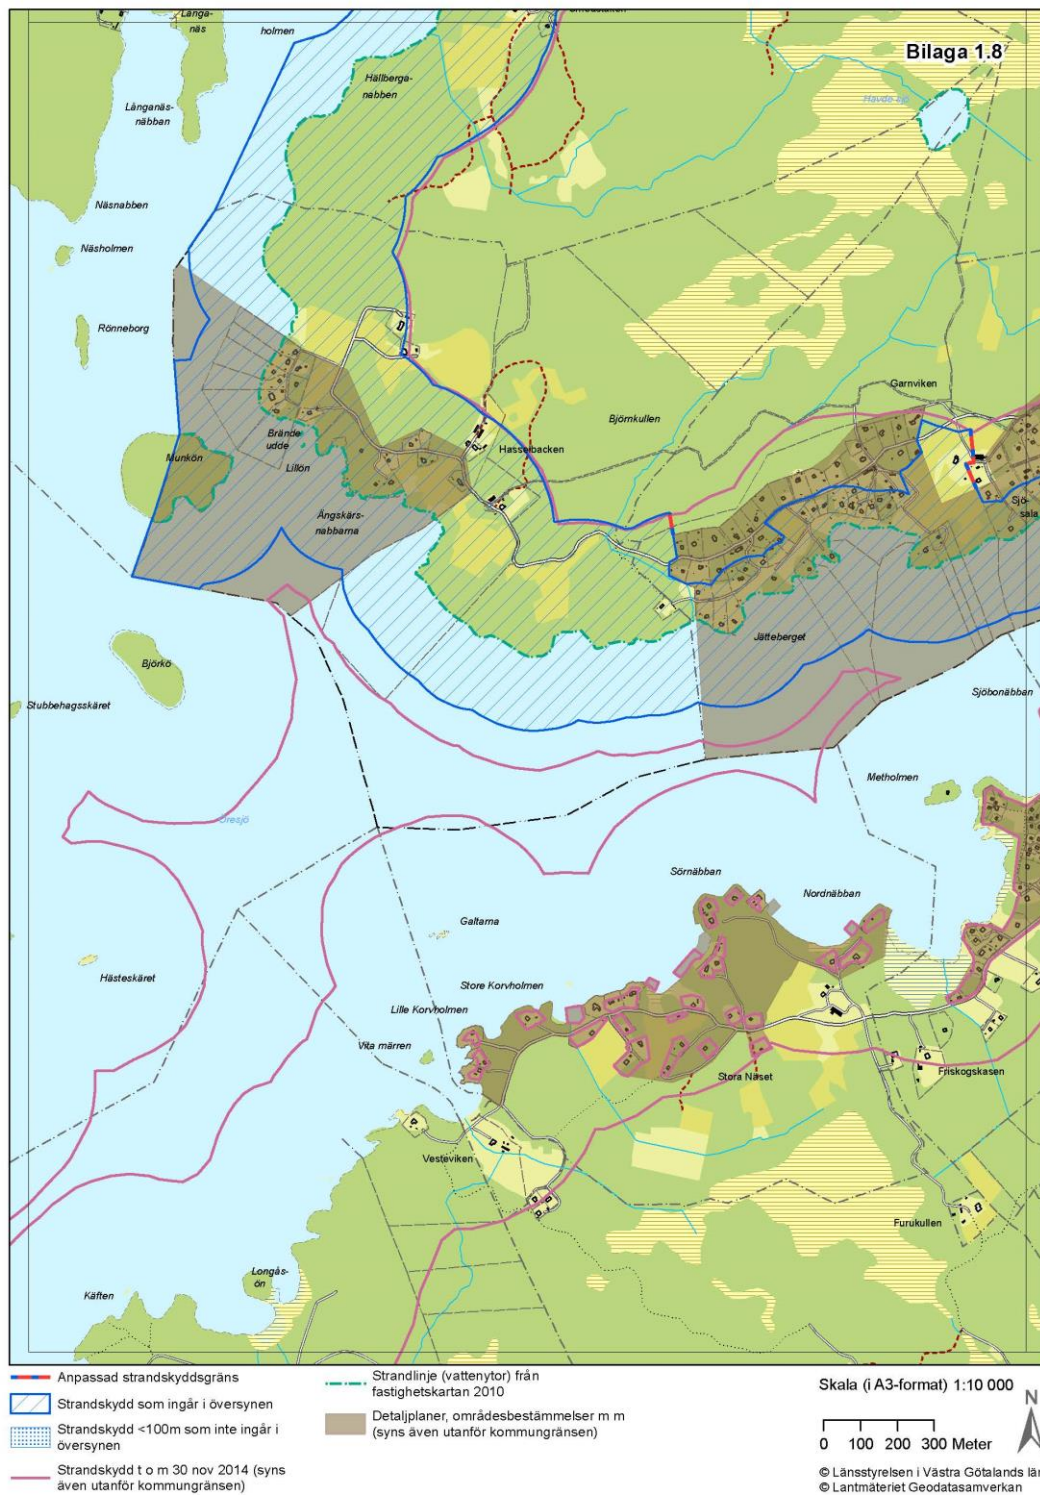 Långa-
näs
holmen
Bilaga 1.8
Hällberga-
nabben
Havde sjö
Långanäs-
näbban
Näsnabben
Näsholmen
Rönneborg
Garnviken
Björnkullen
Brände
udde
Hasselbacken
Munkön
Lillön
Sjö-
sala
Ängskärs-
nabbarna
Jätteberget
Björkö
Sjöbonäbban
Stubbehagsskäret
Metholmen
Öresjö
Sörnäbban
Nordnäbban
Galtarna
Hästeskäret
Store Korvholmen
Lille Korvholmen
Vita märren
Stora Näset
Friskogskasen
Vesteviken
Furukullen
Longås-
ön
Käften
Anpassad strandskyddsgräns
Strandskydd som ingår i översynen
Strandskydd <100m som inte ingår i
översynen
Strandskydd t o m 30 nov 2014 (syns
även utanför kommungränsen)
Strandlinje (vattenytor) från
fastighetskartan 2010
Detaljplaner, områdesbestämmelser m m
(syns även utanför kommungränsen)
Skala (i A3-format) 1:10 000
N
0 100 200 300 Meter
© Länsstyrelsen i Västra Götalands län
© Lantmäteriet Geodatasamverkan